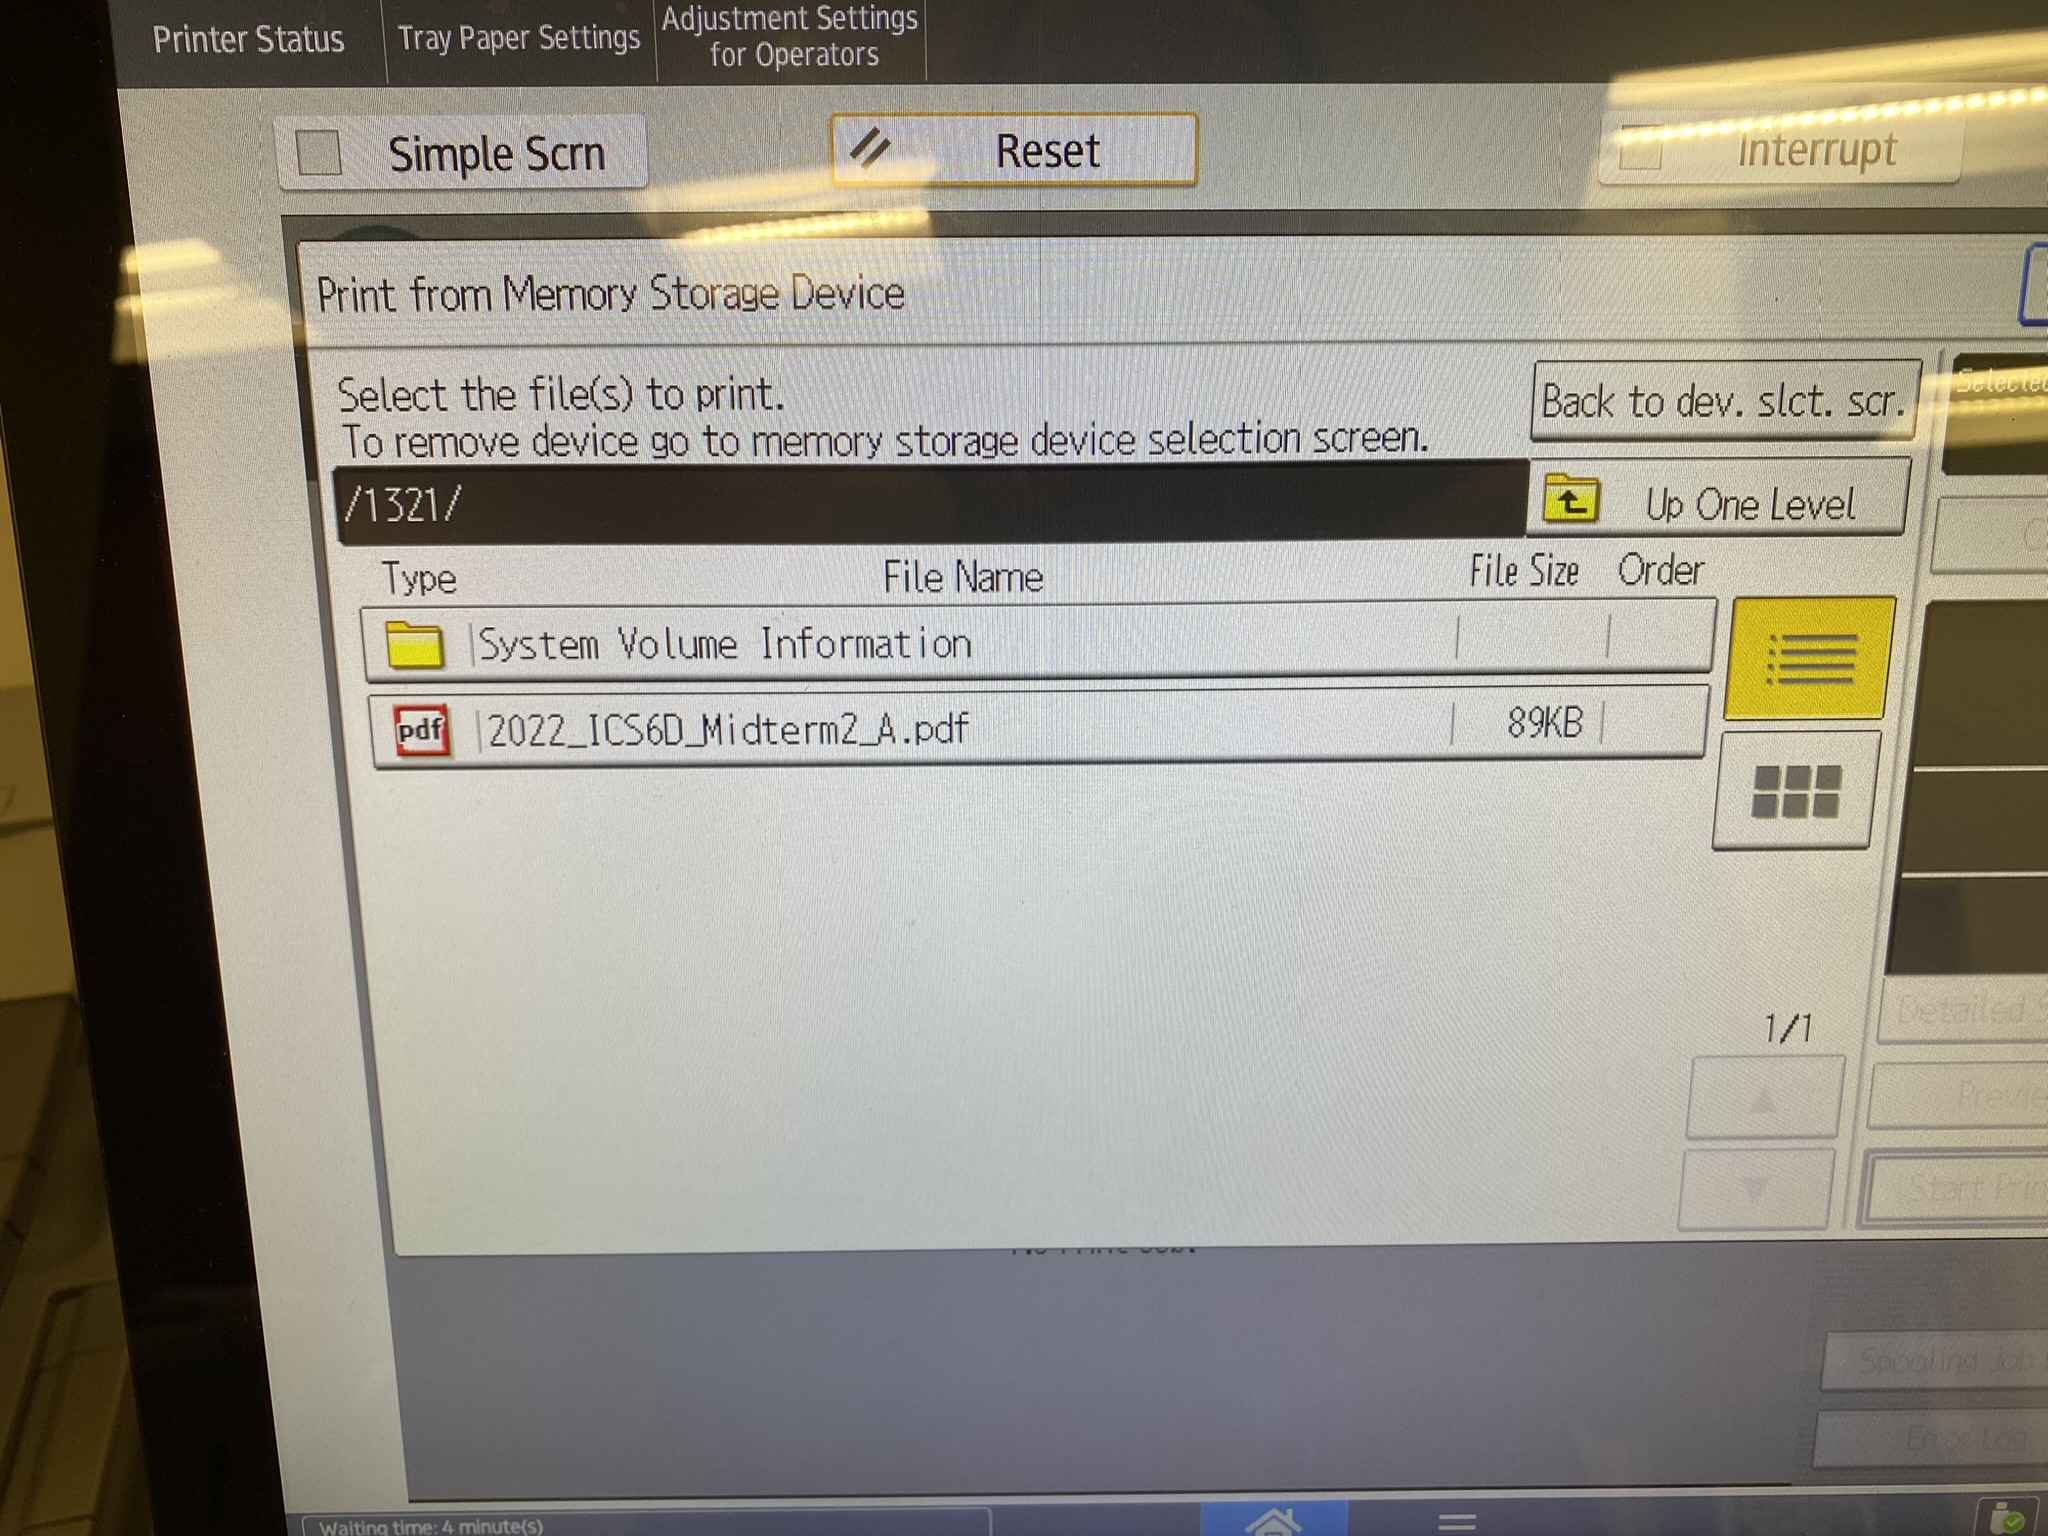 Printer Status
Tray Paper Settings
Adjustment Settings
for Operators
Simple Scrn
Reset
Interrupt
Print from Memory Storage Device
Select the file(s) to print.
To remove device go to memory storage device selection screen.
Back to dev. slct. scr.
Selected
/1321/
Up One Level
Type
File Name
File Size
Order
System Volume Information
pdf
2022_ICS6D_Midterm2_A.pdf
89KB
1/1
Detailed S
Previe
Start Prin
Spooling Job
Error Log
Waiting time: 4 minute(s)